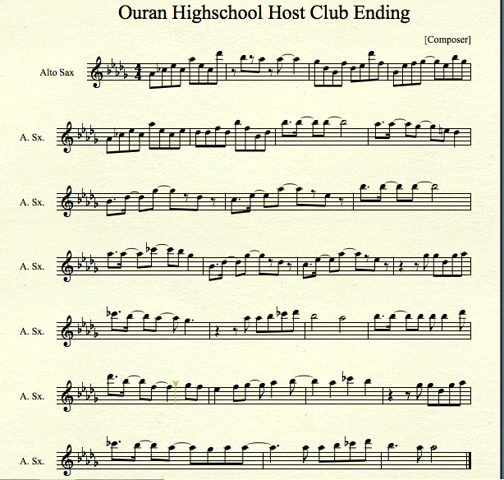 Ouran Highschool Host Club Ending
[Composer]
Alto Sax
A. Sx.
A. Sx.
A. Sx.
A. Sx.
A. Sx.
A. Sx.